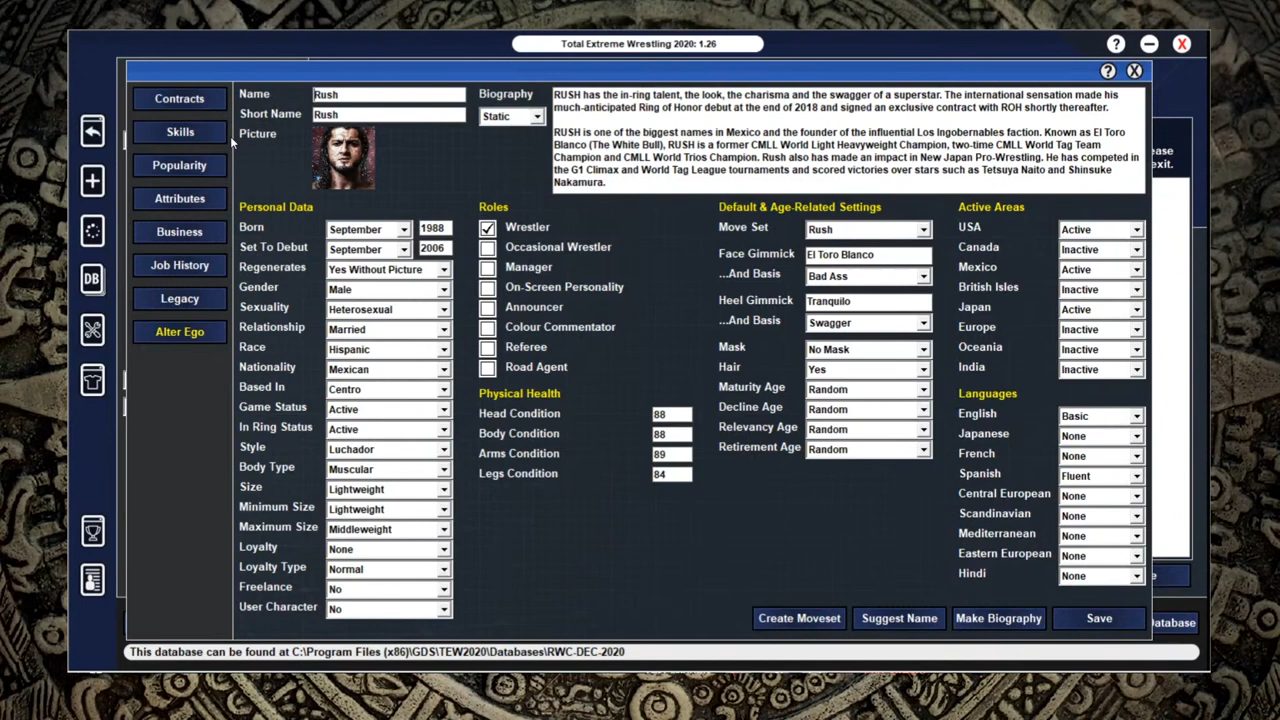 Total Extreme Wrestling 2020: 1.26
? X
? X
Contracts
Skills
Popularity
Attributes
Business
Job History
Legacy
Alter Ego
DB
Name Rush
Short Name Rush
Picture
Biography
Static
RUSH has the in-ring talent, the look, the charisma and the swagger of a superstar. The international sensation made his
much-anticipated Ring of Honor debut at the end of 2018 and signed an exclusive contract with ROH shortly thereafter.
RUSH is one of the biggest names in Mexico and the founder of the influential Los Ingobernables faction. Known as El Toro
Blanco (The White Bull), RUSH is a former CMLL World Light Heavyweight Champion, two-time CMLL World Tag Team
Champion and CMLL World Trios Champion. Rush also has made an impact in New Japan Pro-Wrestling. He has competed in
the G1 Climax and World Tag League tournaments and scored victories over stars such as Tetsuya Naito and Shinsuke
Nakamura.
ease
exit.
Personal Data
Born September 1988
Set To Debut September 2006
Regenerates Yes Without Picture
Gender Male
Sexuality Heterosexual
Relationship Married
Race Hispanic
Nationality Mexican
Based In Centro
Game Status Active
In Ring Status Active
Style Luchador
Body Type Muscular
Size Lightweight
Minimum Size Lightweight
Maximum Size Middleweight
Loyalty None
Loyalty Type Normal
Freelance No
User Character No
Roles
Wrestler
Occasional Wrestler
Manager
On-Screen Personality
Announcer
Colour Commentator
Referee
Road Agent
Physical Health
Head Condition 88
Body Condition 88
Arms Condition 89
Legs Condition 84
Default & Age-Related Settings
Move Set Rush
Face Gimmick El Toro Blanco
...And Basis Bad Ass
Heel Gimmick Tranquilo
...And Basis Swagger
Mask No Mask
Hair Yes
Maturity Age Random
Decline Age Random
Relevancy Age Random
Retirement Age Random
Active Areas
USA Active
Canada Inactive
Mexico Active
British Isles Inactive
Japan Active
Europe Inactive
Oceania Inactive
India Inactive
Languages
English Basic
Japanese None
French None
Spanish Fluent
Central European None
Scandinavian None
Mediterranean None
Eastern European None
Hindi None
e
Create Moveset Suggest Name Make Biography Save
Database
This database can be found at C:\Program Files (x86)\GDS\TEW2020\Databases\RWC-DEC-2020